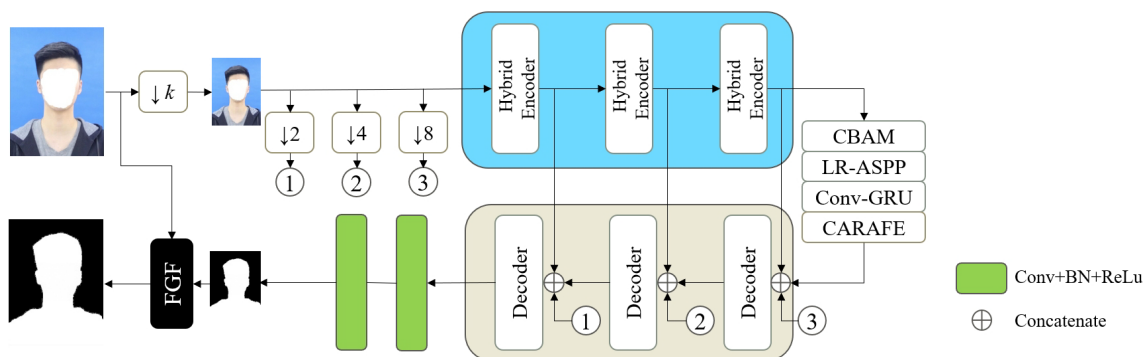 ↓ k
↓2
↓4
↓8
1
2
3
Hybrid
Encoder
Hybrid
Encoder
Hybrid
Encoder
CBAM
LR-ASPP
Conv-GRU
CARAFE
FGF
Decoder
Decoder
Decoder
1
2
3
Conv+BN+ReLu
Concatenate